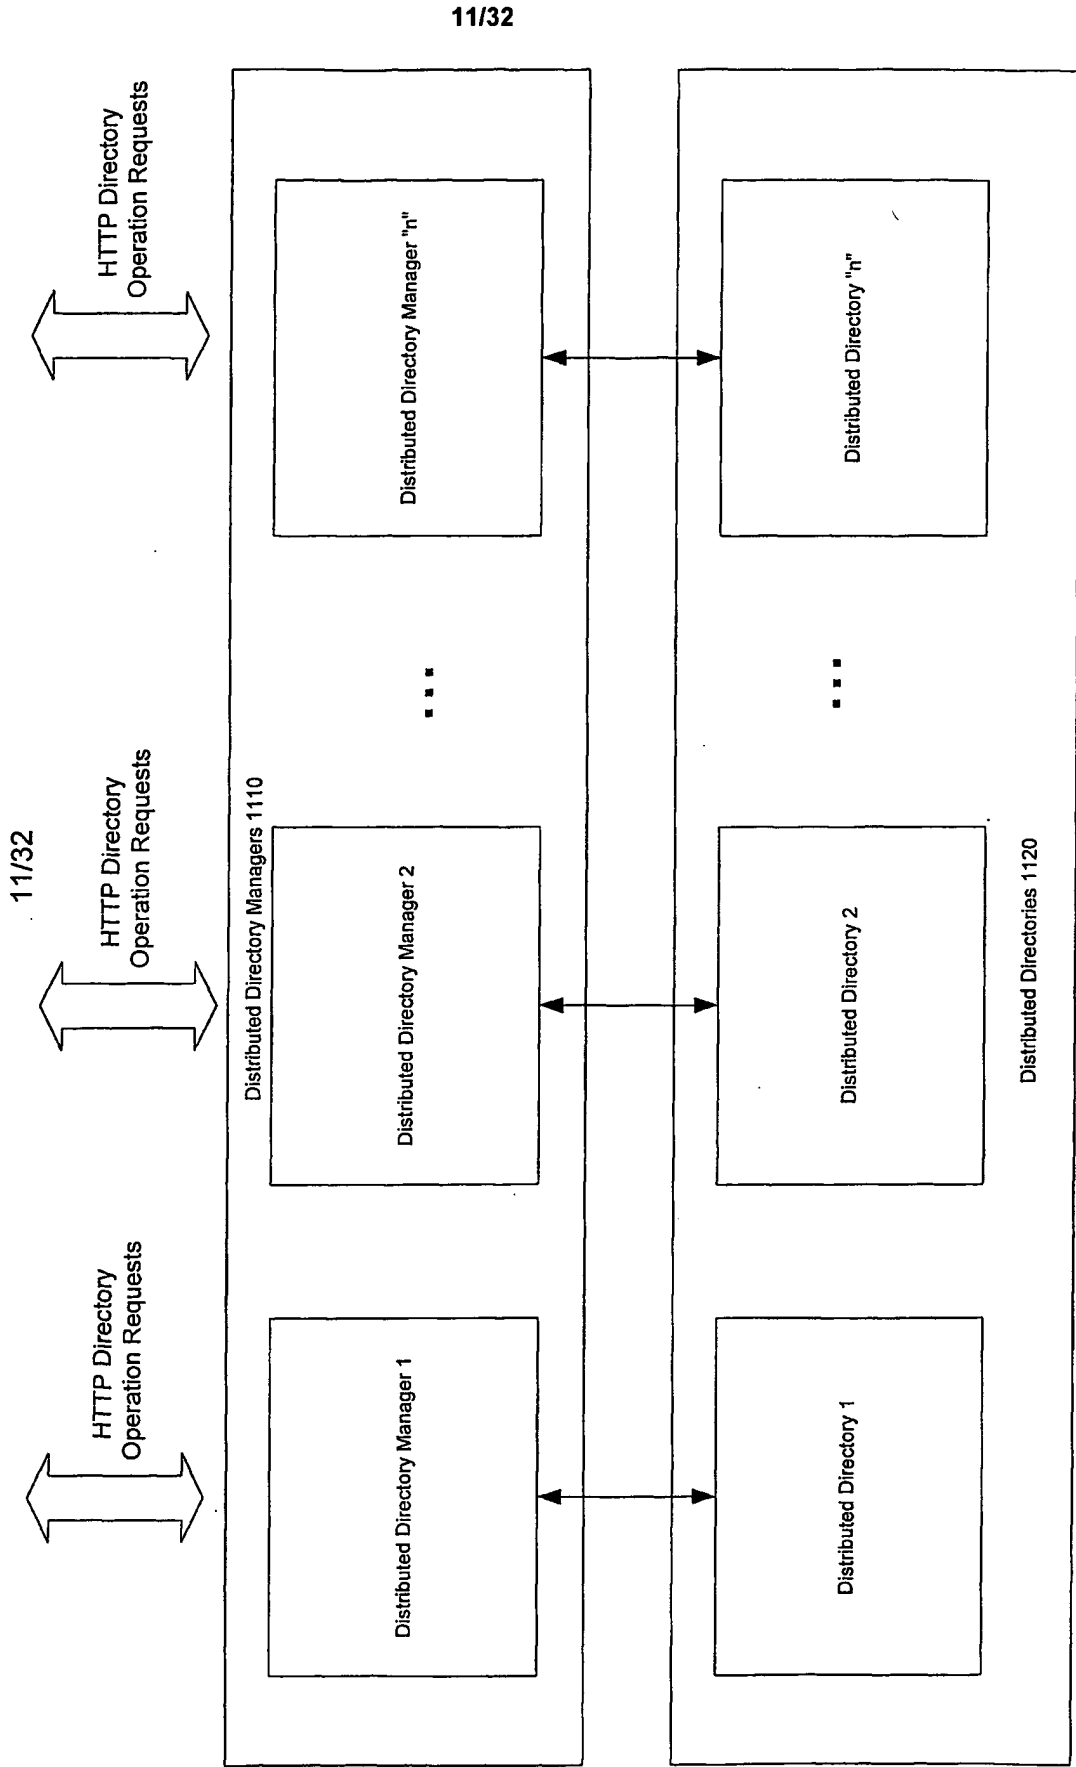 11/32
11/32
HTTP Directory
Operation Requests
HTTP Directory
Operation Requests
HTTP Directory
Operation Requests
Distributed Directory Managers 1110
Distributed Directory Manager 1
Distributed Directory Manager 2
...
Distributed Directory Manager "n"
Distributed Directory 1
Distributed Directory 2
...
Distributed Directory "n"
Distributed Directories 1120